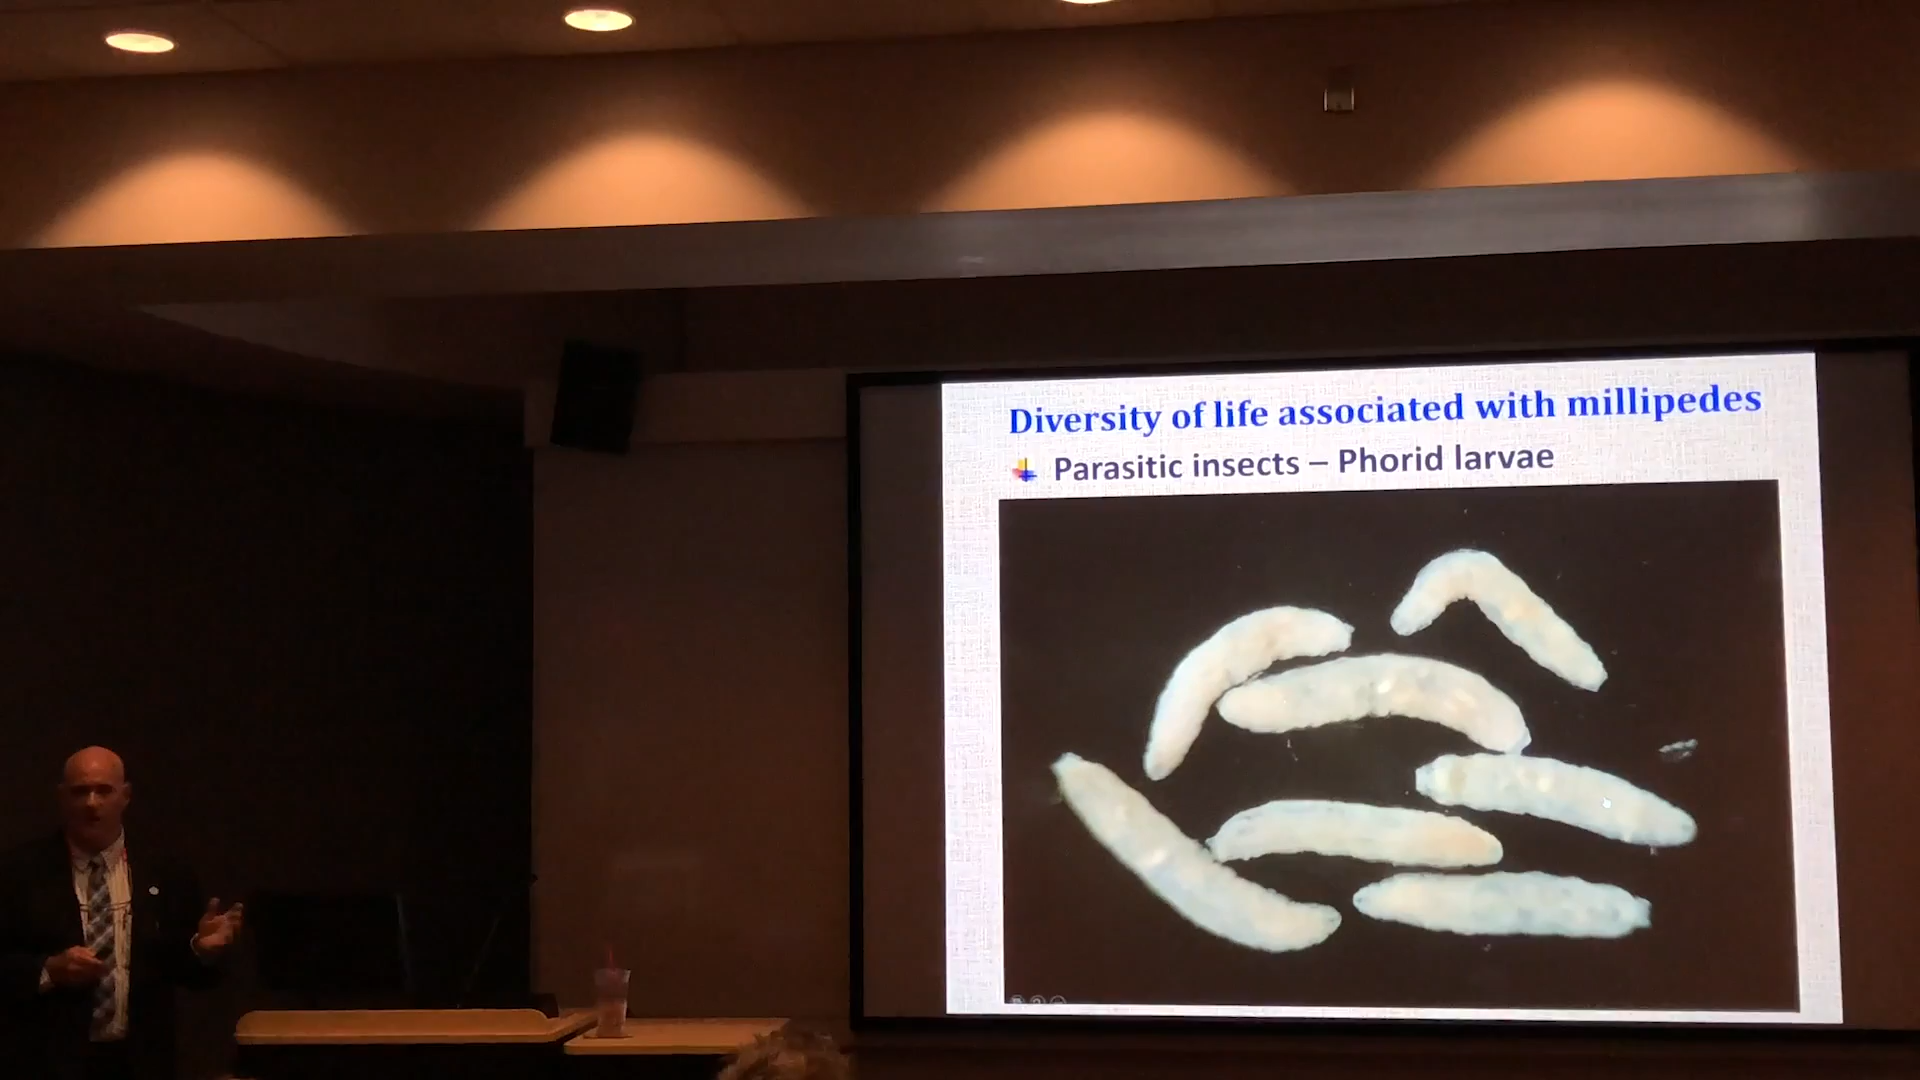 Diversity of life associated with millipedes
Parasitic insects – Phorid larvae